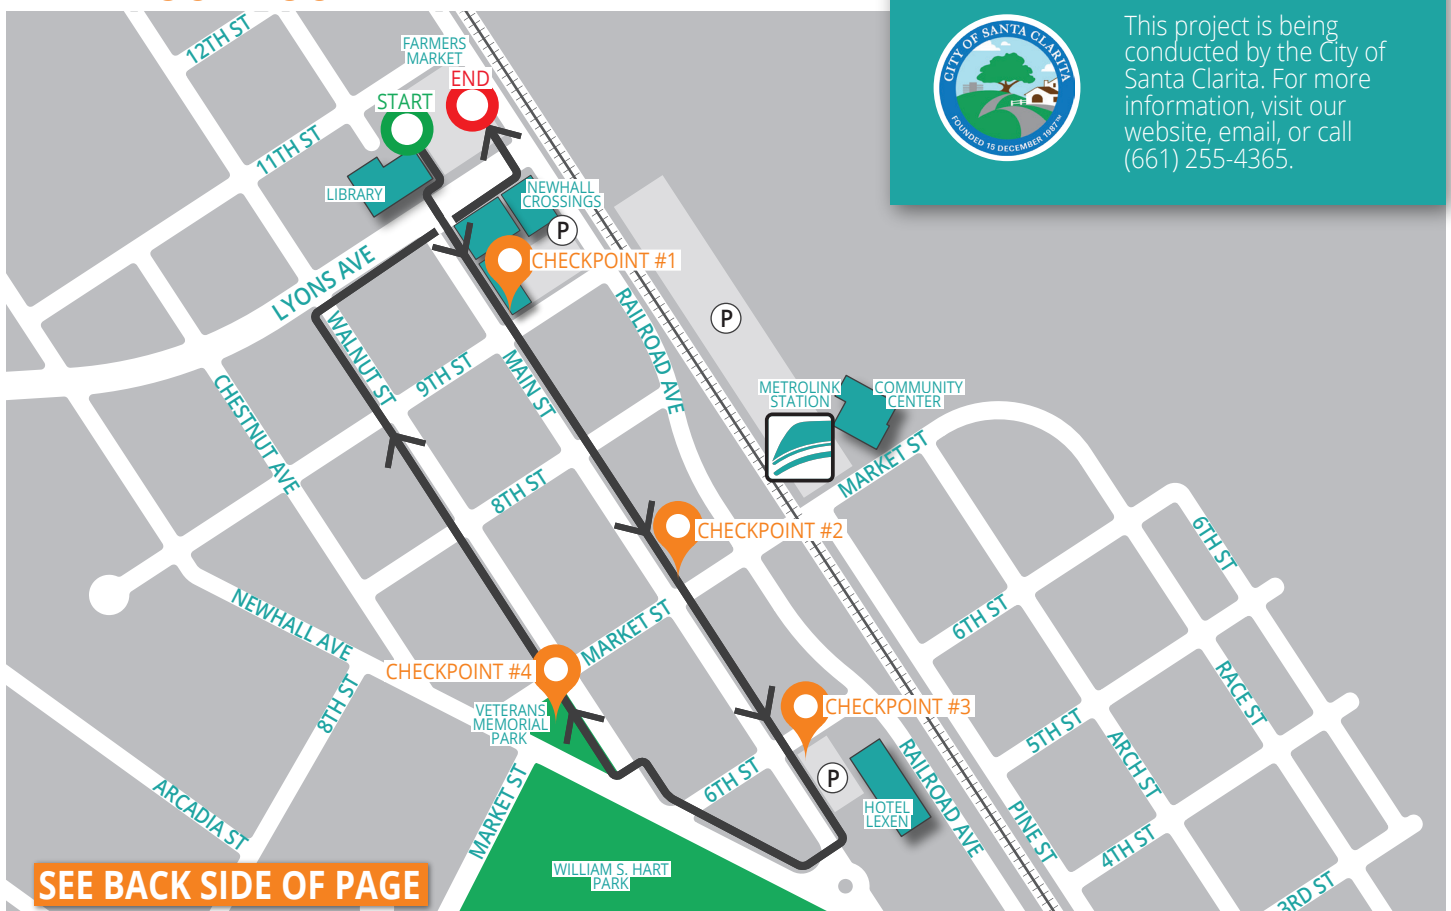 This project is being
conducted by the City of
Santa Clarita. For more
information, visit our
website, email, or call
(661) 255-4365.
CITY OF SANTA CLARITA
FOUNDED 15 DECEMBER 1987
12TH ST
FARMERS
MARKET
END
START
11TH ST
LIBRARY
NEWHALL
CROSSINGS
P
CHECKPOINT #1
LYONS AVE
WALNUT ST
9TH ST
MAIN ST
RAILROAD AVE
P
METROLINK
STATION
COMMUNITY
CENTER
MARKET ST
CHESTNUT AVE
8TH ST
CHECKPOINT #2
6TH ST
NEWHALL AVE
MARKET ST
6TH ST
CHECKPOINT #4
8TH ST
VETERANS
MEMORIAL
PARK
CHECKPOINT #3
RACE ST
5TH ST
ARCH ST
6TH ST
P
HOTEL
LEXEN
RAILROAD AVE
PINE ST
4TH ST
ARCADIA ST
MARKET ST
WILLIAM S. HART
PARK
3RD ST
SEE BACK SIDE OF PAGE